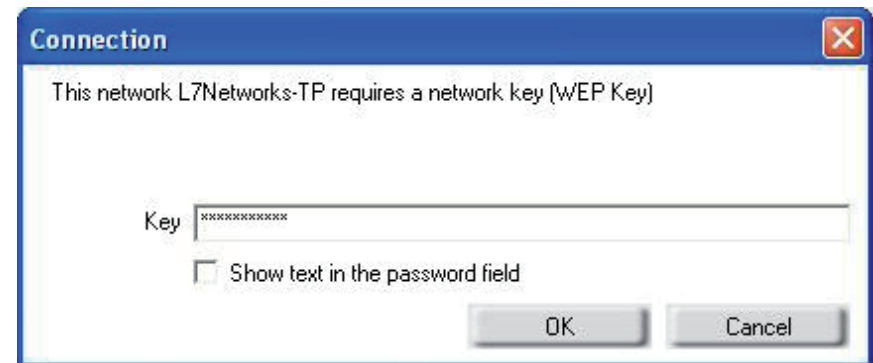 Connection
This network L7Networks-TP requires a network key (WEP Key)
Key ***********
Show text in the password field
OK Cancel